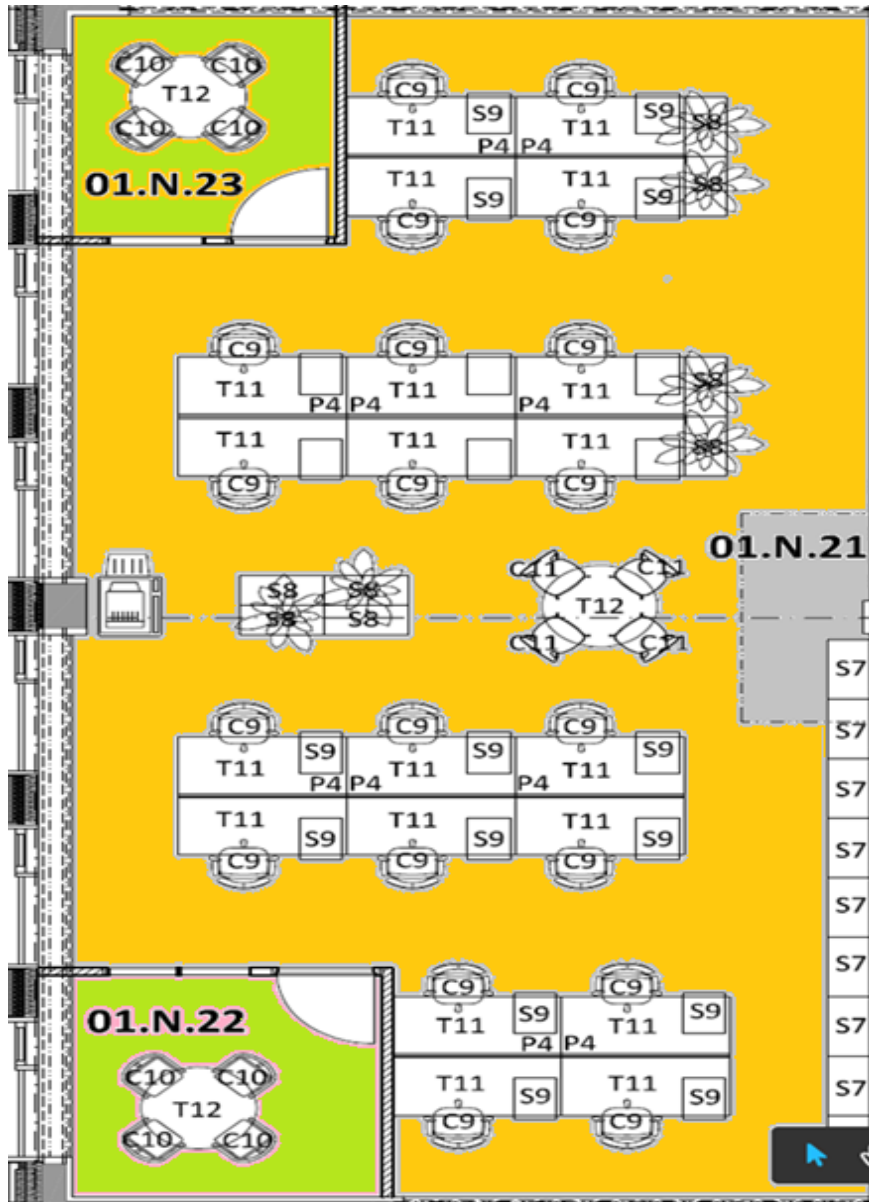 C10 C10
T12
C10 C10
01.N.23
C9 C9
T11 S9 T11 S9 S8
P4 P4
T11 S9 T11 S9 S8
C9 C9
C9 C9 C9
T11 T11 T11 S8
P4 P4 P4
T11 T11 T11 S8
C9 C9 C9
01.N.21
S8 S8 C11 C11
S8 S8 T12
C11 C11
S7
C9 C9 C9 S7
T11 S9 T11 S9 T11 S9
P4 P4 P4 S7
T11 S9 T11 S9 T11 S9
C9 C9 C9 S7
S7
S7
C9 C9
01.N.22 T11 S9 T11 S9 S7
P4 P4
C10 C10 T11 S9 T11 S9 S7
T12
C10 C10 C9 C9